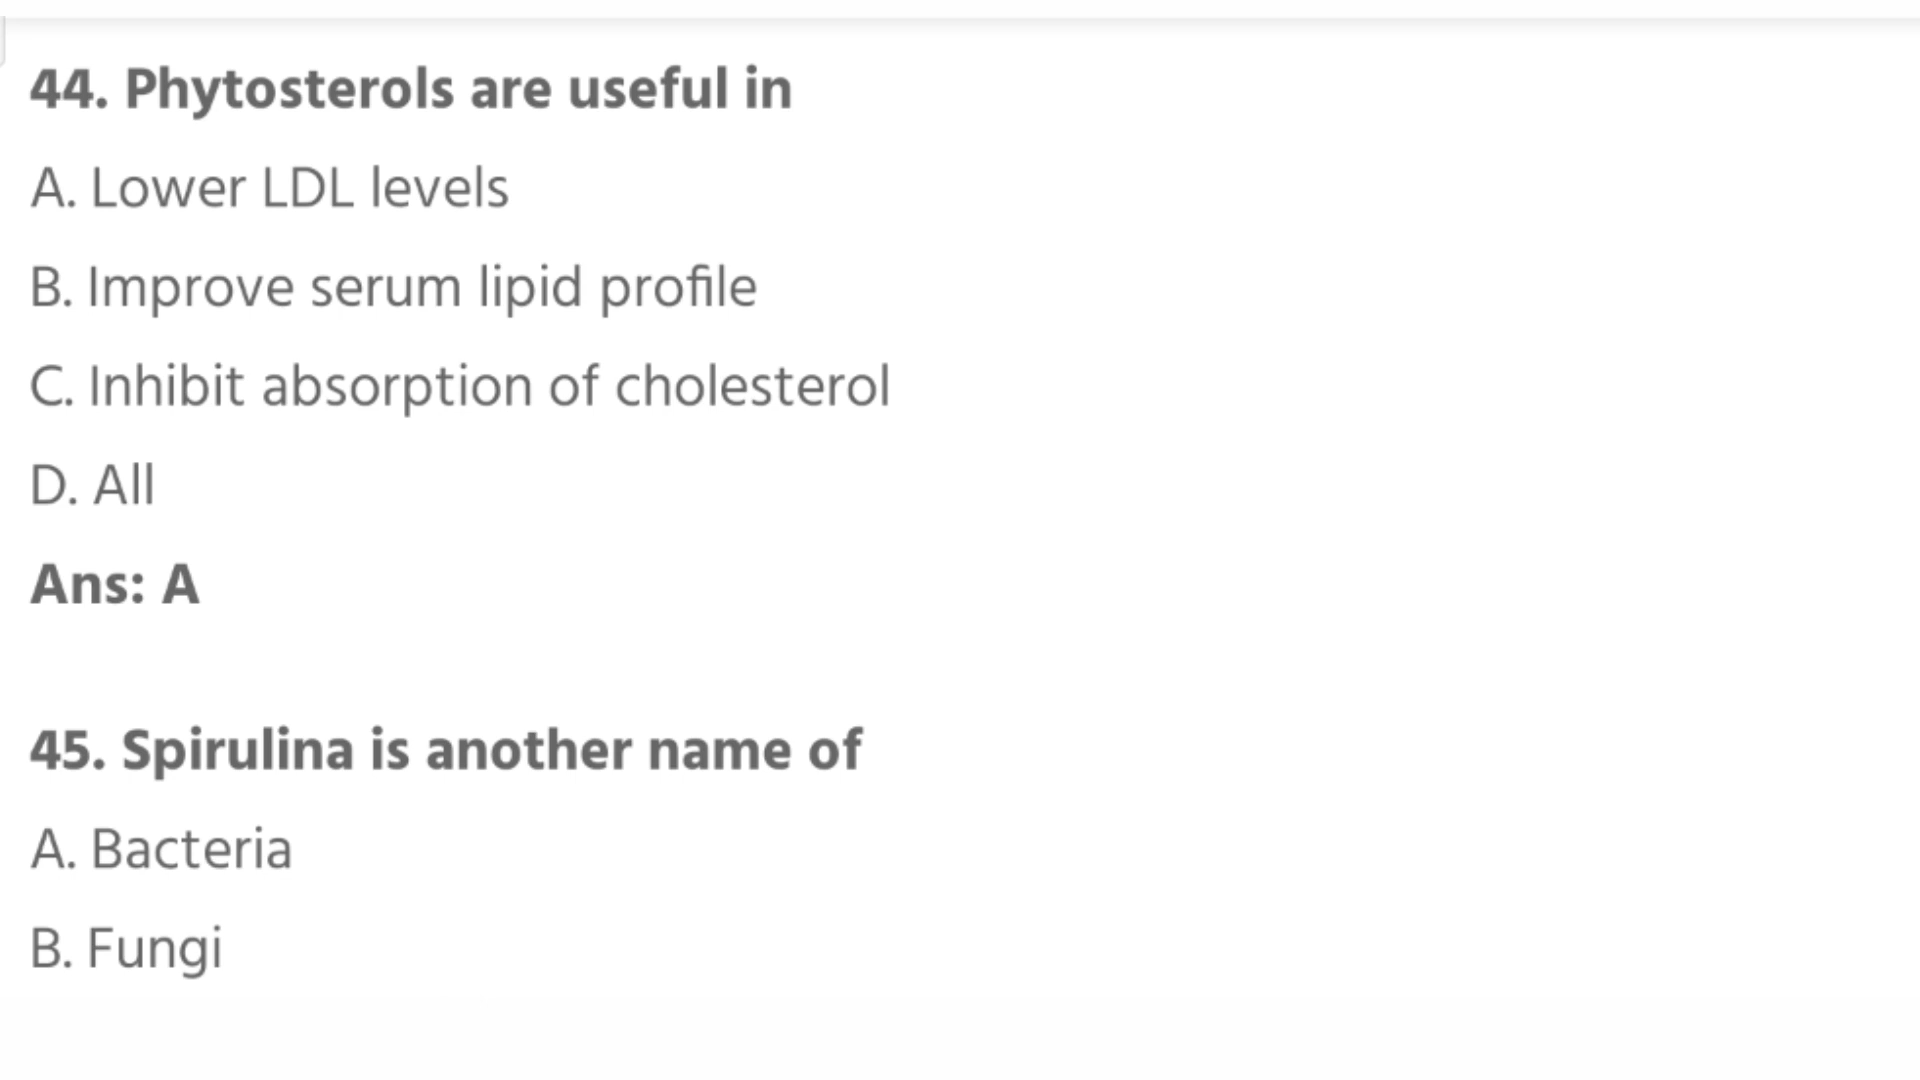 44. Phytosterols are useful in
A. Lower LDL levels
B. Improve serum lipid profile
C. Inhibit absorption of cholesterol
D. All
Ans: A
45. Spirulina is another name of
A. Bacteria
B. Fungi